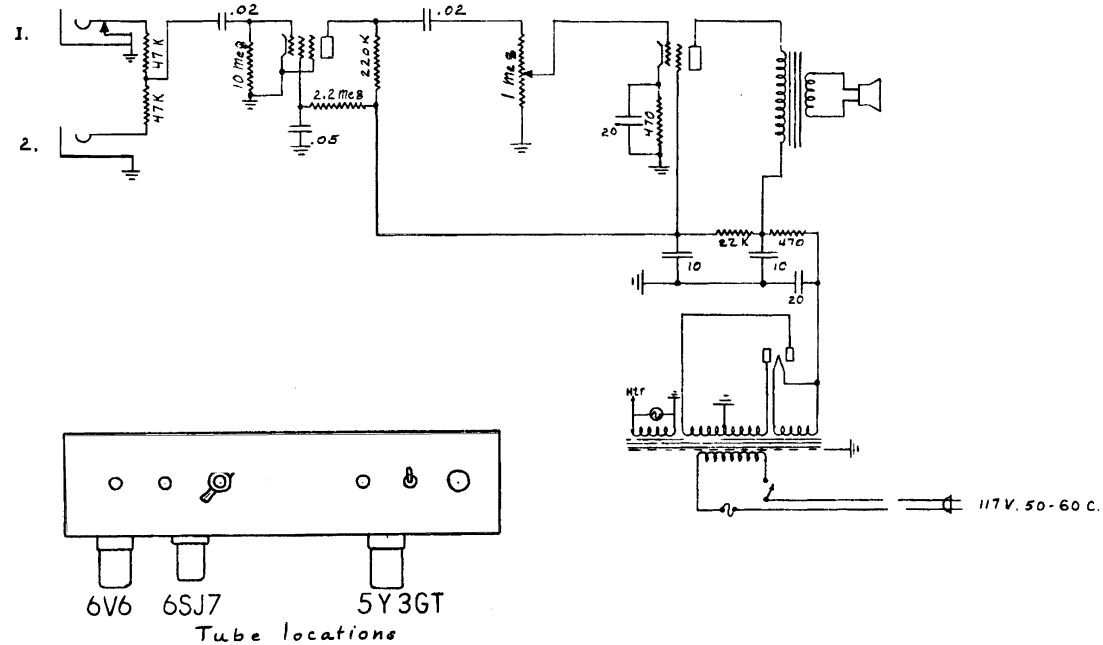 1.
47K
47K
2.
.02
10 Meg
2.2 Meg
.05
220K
.02
1 Meg
20
470
22K
470
10
10
20
Htr
117V. 50-60 C.
6V6 6SJ7 5Y3GT
Tube locations